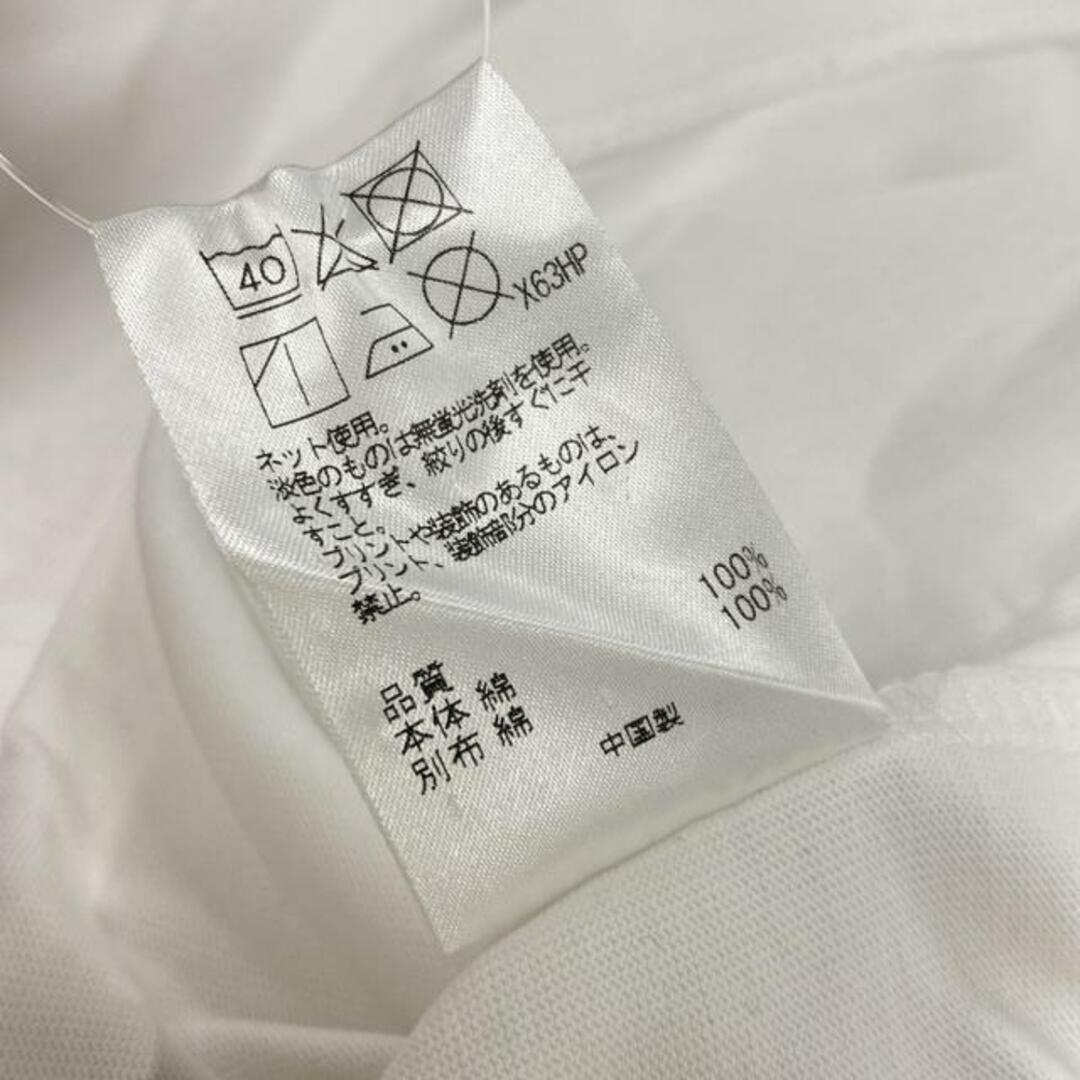 40
X63HP
ネット使用。
淡色のものは無蛍光洗剤を使用。
よくすすぎ、絞りの後すぐに干
すこと。
プリントや装飾のあるものは、
プリント、装飾部分のアイロン
禁止。
品質
本体 綿 100%
別布 綿 100%
中国製